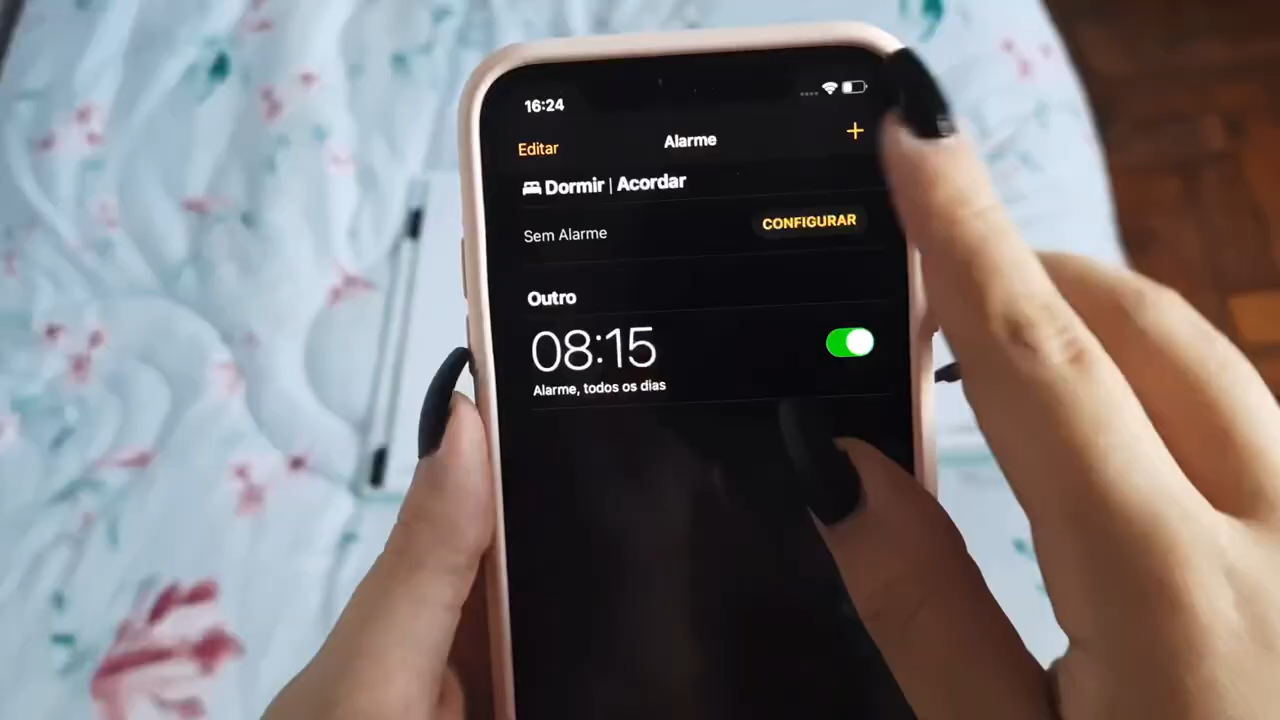 16:24
Editar
Alarme
+
Dormir | Acordar
Sem Alarme
CONFIGURAR
Outro
08:15
Alarme, todos os dias